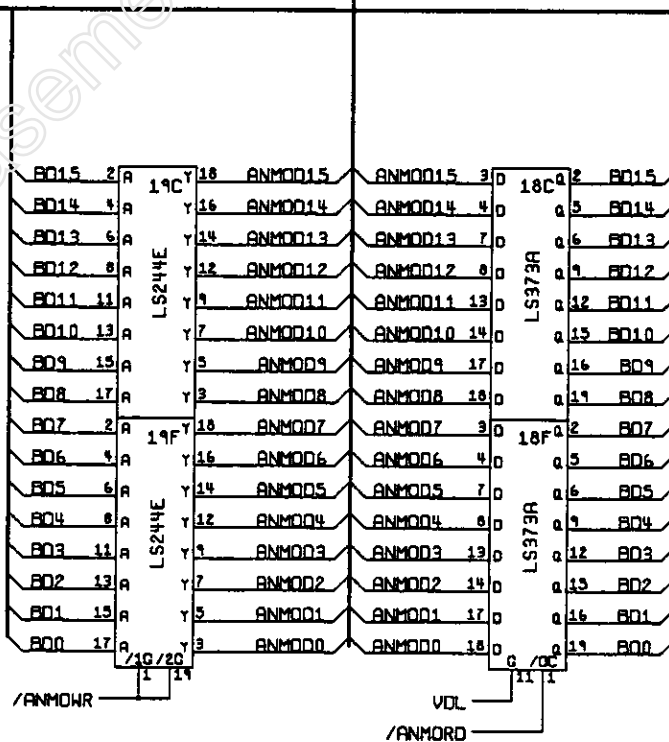 BD15 2 A 19C Y 18 ANMOD15 ANMOD15 3 D 18C Q 2 BD15
BD14 4 A Y 16 ANMOD14 ANMOD14 4 D Q 5 BD14
BD13 6 A Y 14 ANMOD13 ANMOD13 7 D Q 6 BD13
BD12 8 A Y 12 ANMOD12 ANMOD12 8 D Q 9 BD12
LS244E LS373A
BD11 11 A Y 9 ANMOD11 ANMOD11 13 D Q 12 BD11
BD10 13 A Y 7 ANMOD10 ANMOD10 14 D Q 15 BD10
BD9 15 A Y 5 ANMOD9 ANMOD9 17 D Q 16 BD9
BD8 17 A Y 3 ANMOD8 ANMOD8 18 D Q 19 BD8
BD7 2 A 19F Y 18 ANMOD7 ANMOD7 3 D 18F Q 2 BD7
BD6 4 A Y 16 ANMOD6 ANMOD6 4 D Q 5 BD6
BD5 6 A Y 14 ANMOD5 ANMOD5 7 D Q 6 BD5
BD4 8 A Y 12 ANMOD4 ANMOD4 8 D Q 9 BD4
LS244E LS373A
BD3 11 A Y 9 ANMOD3 ANMOD3 13 D Q 12 BD3
BD2 13 A Y 7 ANMOD2 ANMOD2 14 D Q 15 BD2
BD1 15 A Y 5 ANMOD1 ANMOD1 17 D Q 16 BD1
BD0 17 A Y 3 ANMOD0 ANMOD0 18 D Q 19 BD0
/1G /2G G /OC
1 19 11 1
/ANMOWR VDL
/ANMORD